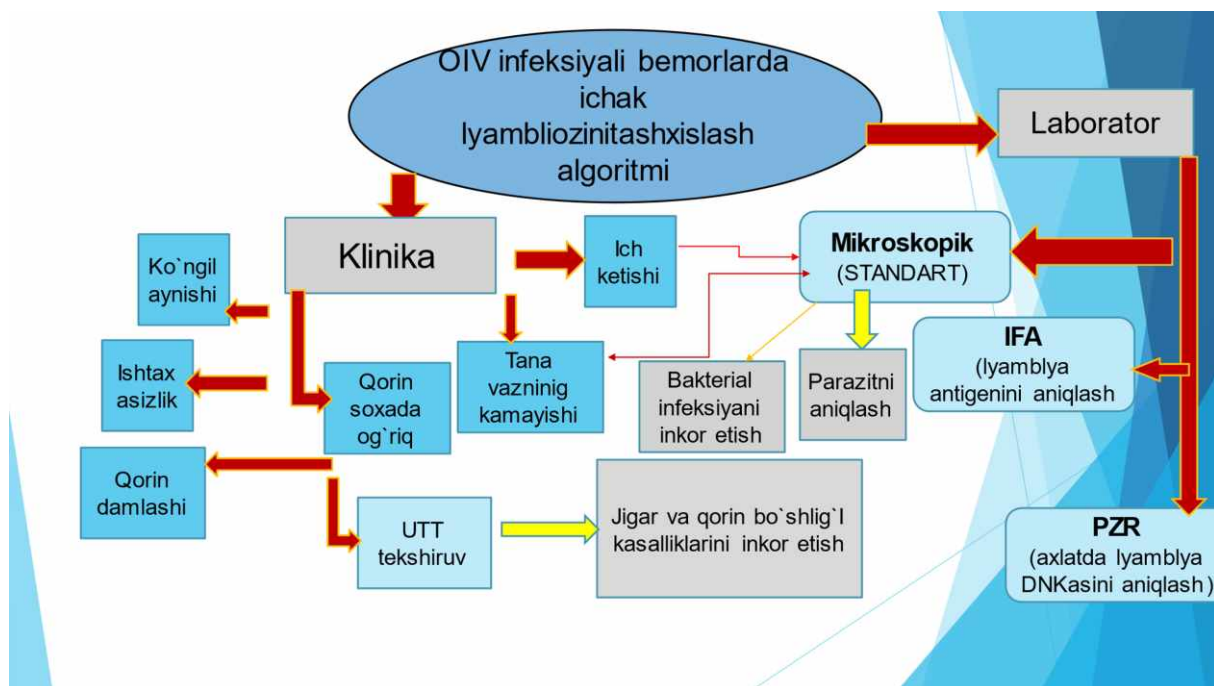 OIV infeksiyali bemorlarda
ichak
lyambliozinitashxislash
algoritmi
Laborator
Klinika
Ko`ngil
aynishi
Ich
ketishi
Mikroskopik
(STANDART)
IFA
(lyamblya
antigenini aniqlash
Ishtax
asizlik
Qorin
soxada
og`riq
Tana
vazninig
kamayishi
Bakterial
infeksiyani
inkor etish
Parazitni
aniqlash
Qorin
damlashi
UTT
tekshiruv
Jigar va qorin bo`shlig`I
kasalliklarini inkor etish
PZR
(axlatda lyamblya
DNKasini aniqlash)